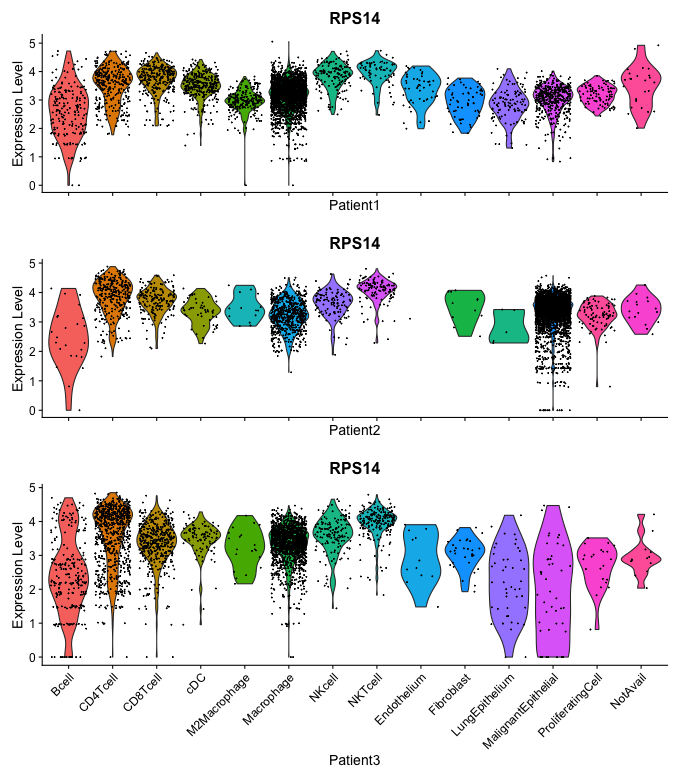 RPS14
Expression Level
5
4
3
2
1
0
Patient1
RPS14
Expression Level
5
4
3
2
1
0
Patient2
RPS14
Expression Level
5
4
3
2
1
0
Bcell
CD4Tcell
CD8Tcell
cDC
M2Macrophage
Macrophage
NKcell
NKTcell
Endothelium
Fibroblast
LungEpithelium
MalignantEpithelial
ProliferatingCell
NotAvail
Patient3